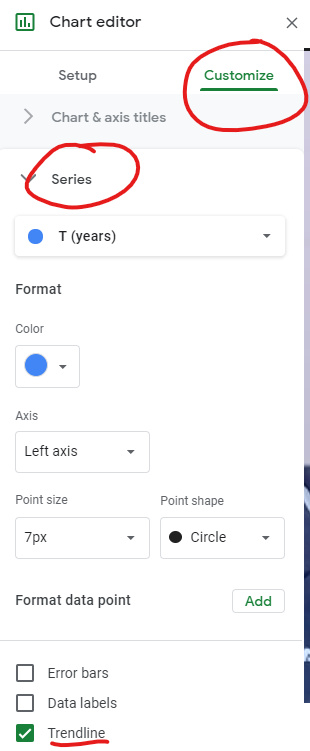 Chart editor
Setup Customize
Chart & axis titles
Series
T (years)
Format
Color
Axis
Left axis
Point size Point shape
7px Circle
Format data point Add
Error bars
Data labels
Trendline